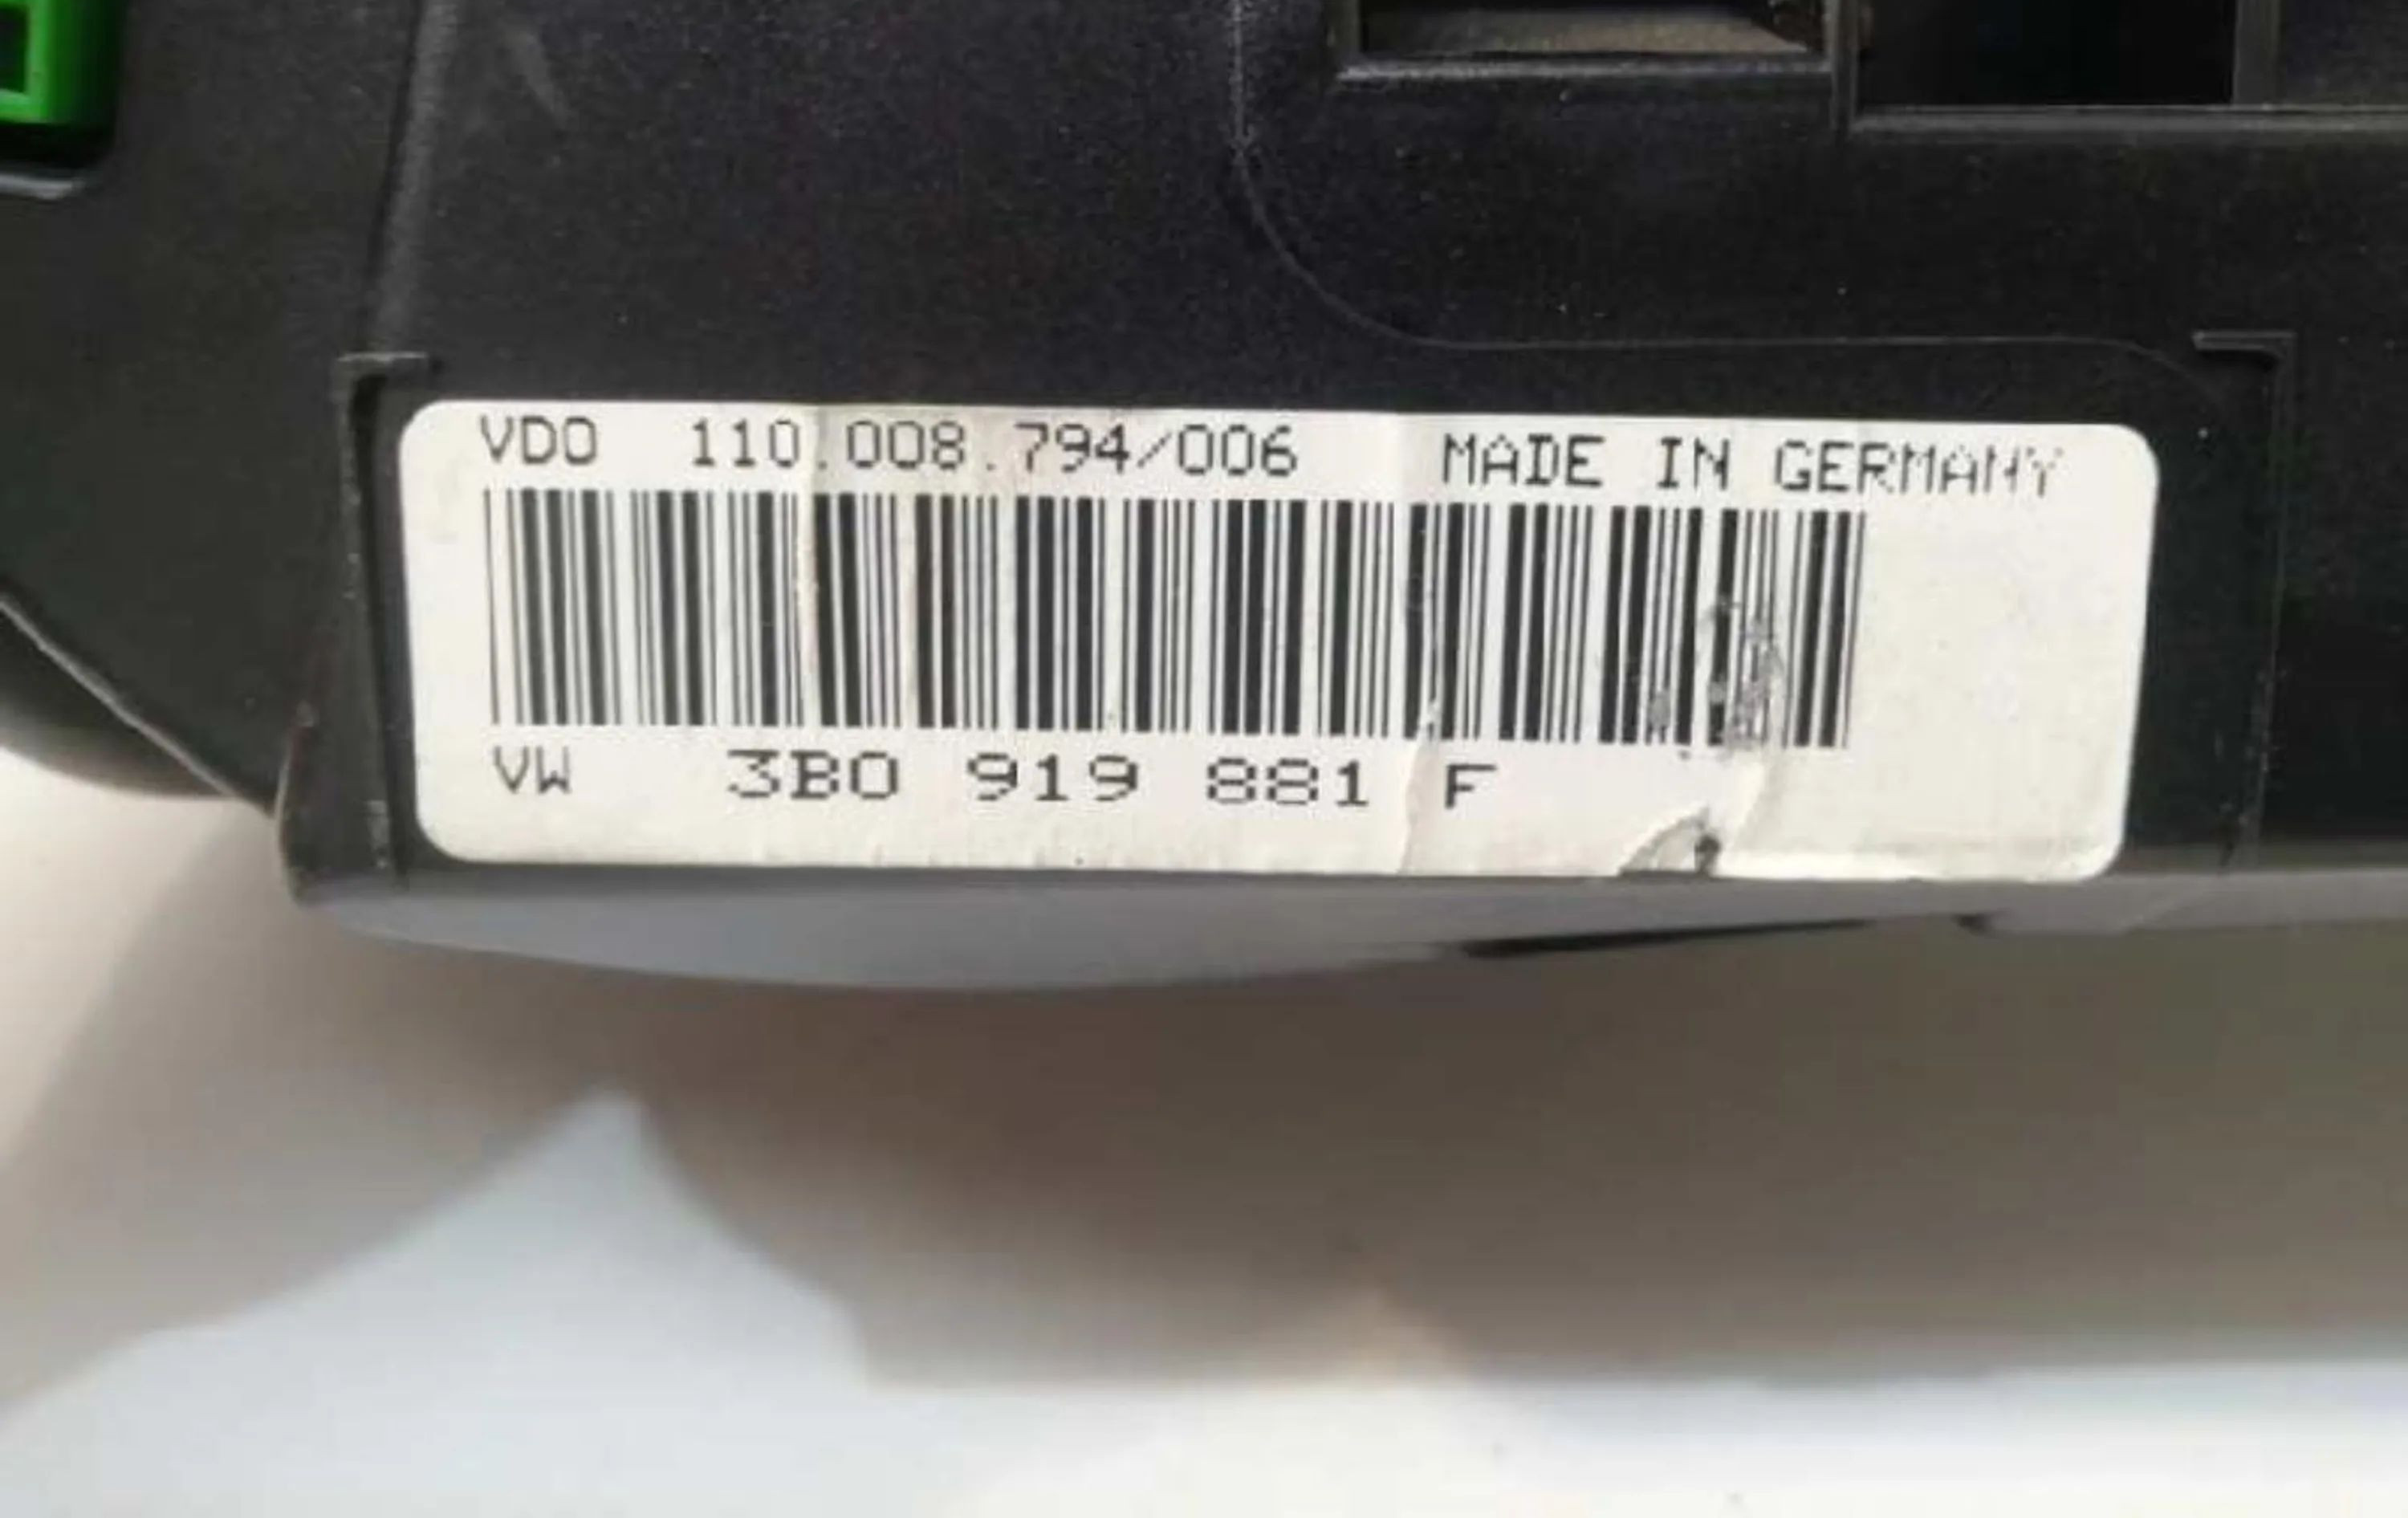 VDO 110.008.794/006 MADE IN GERMANY
VW 3B0 919 881 F